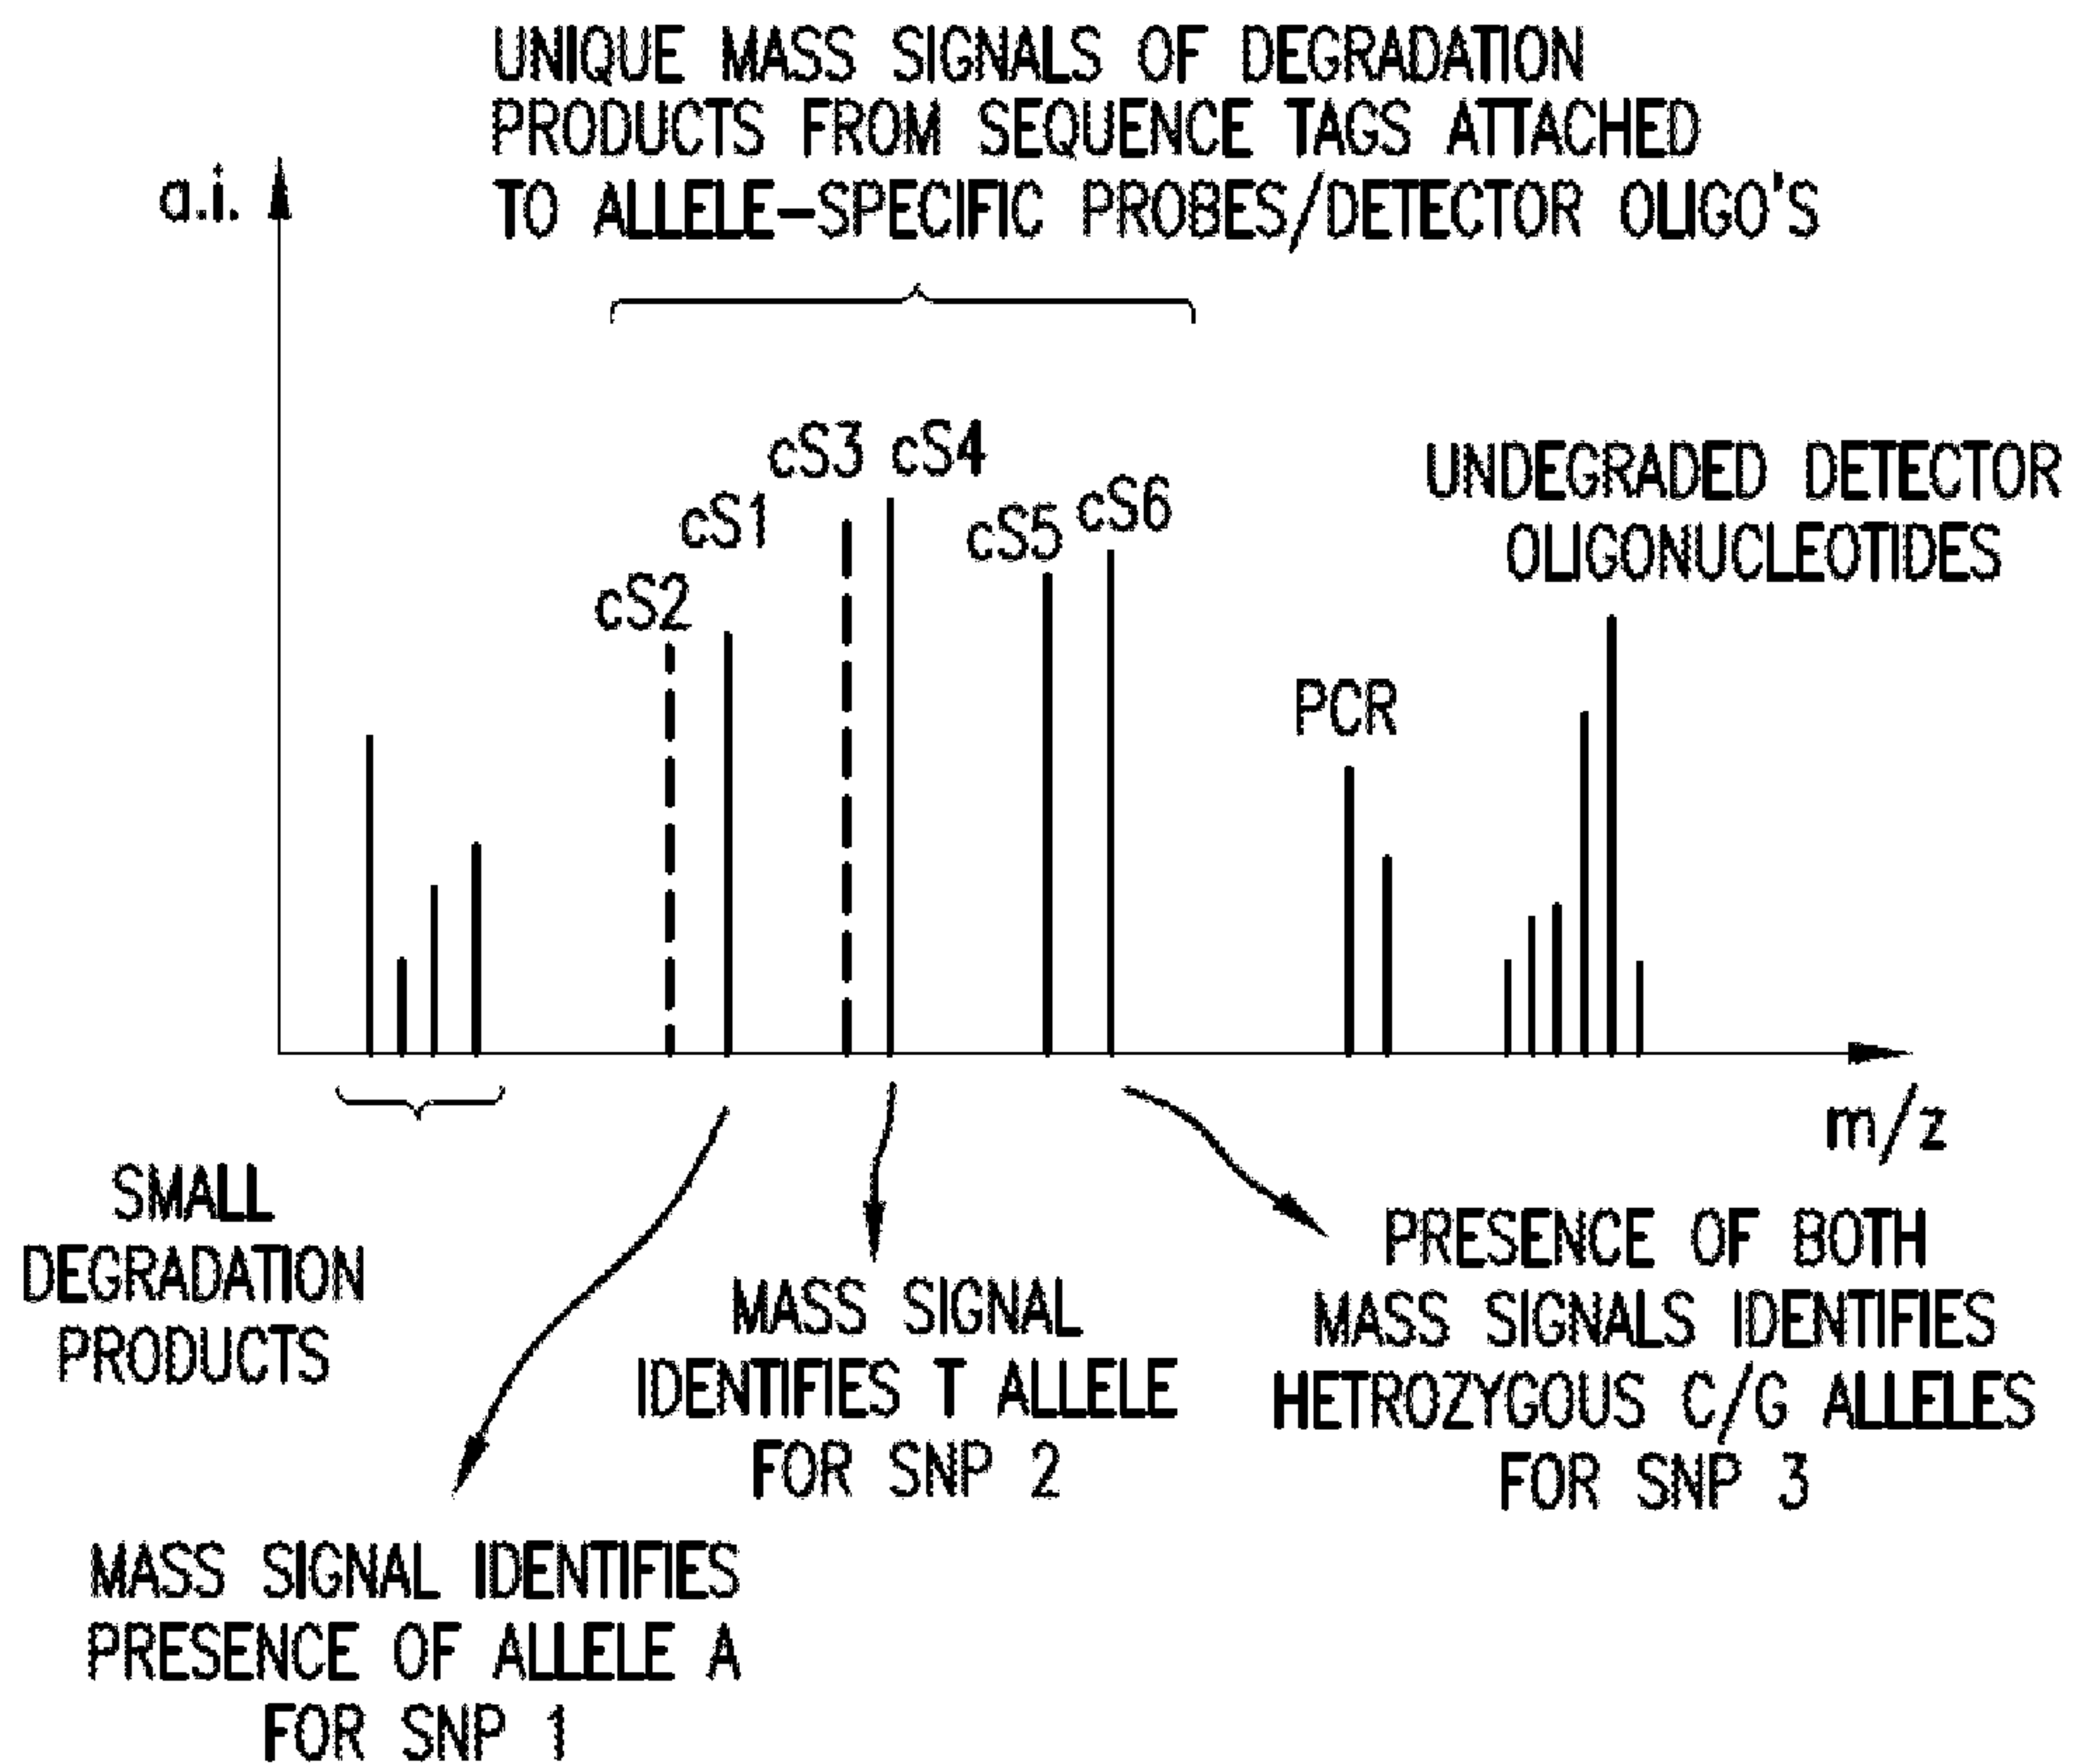 UNIQUE MASS SIGNALS OF DEGRADATION
PRODUCTS FROM SEQUENCE TAGS ATTACHED
TO ALLELE-SPECIFIC PROBES/DETECTOR OLIGO'S
a.i.
cS3 cS4
cS1
cS5 cS6
cS2
UNDEGRADED DETECTOR
OLIGONUCLEOTIDES
PCR
m/z
SMALL
DEGRADATION
PRODUCTS
MASS SIGNAL
IDENTIFIES T ALLELE
FOR SNP 2
PRESENCE OF BOTH
MASS SIGNALS IDENTIFIES
HETROZYGOUS C/G ALLELES
FOR SNP 3
MASS SIGNAL IDENTIFIES
PRESENCE OF ALLELE A
FOR SNP 1